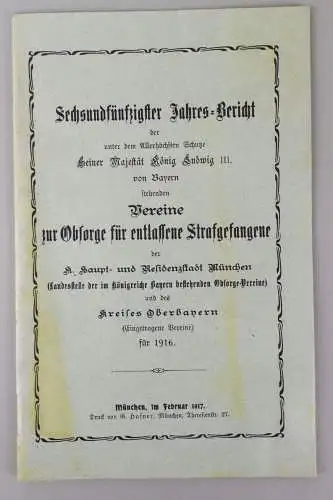 Sechsundfünfzigster Jahres-Bericht
der
unter dem Allerhöchsten Schutze
Seiner Majestät König Ludwig III.
von Bayern
stehenden
Vereine
zur Obsorge für entlassene Strafgefangene
der
K. Haupt- und Residenzstadt München
(Landesstelle der im Königreiche Bayern bestehenden Obsorge-Vereine)
und des
Kreises Oberbayern
(Eingetragene Vereine)
für 1916.
München, im Februar 1917.
Druck von G. Hafner, München, Theresienstr. 27.